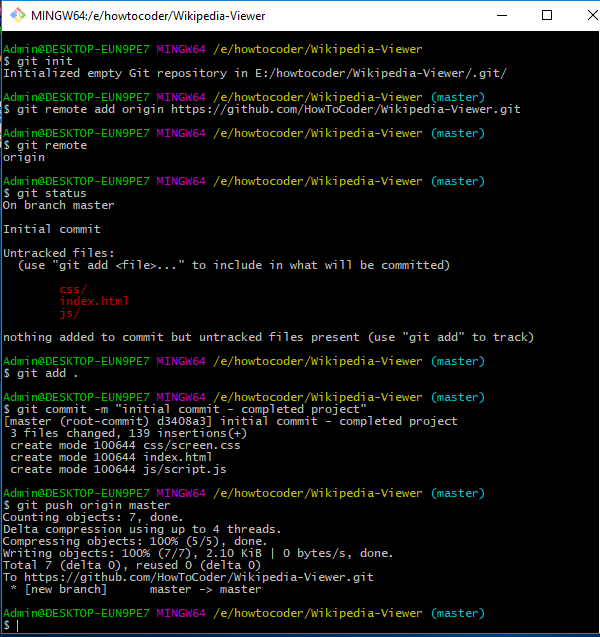 MINGW64:/e/howtocoder/Wikipedia-Viewer
Admin@DESKTOP-EUN9PE7 MINGW64 /e/howtocoder/Wikipedia-Viewer
$ git init
Initialized empty Git repository in E:/howtocoder/Wikipedia-Viewer/.git/
Admin@DESKTOP-EUN9PE7 MINGW64 /e/howtocoder/Wikipedia-Viewer (master)
$ git remote add origin https://github.com/HowToCoder/Wikipedia-Viewer.git
Admin@DESKTOP-EUN9PE7 MINGW64 /e/howtocoder/Wikipedia-Viewer (master)
$ git remote
origin
Admin@DESKTOP-EUN9PE7 MINGW64 /e/howtocoder/Wikipedia-Viewer (master)
$ git status
On branch master
Initial commit
Untracked files:
(use "git add <file>..." to include in what will be committed)
css/
index.html
js/
nothing added to commit but untracked files present (use "git add" to track)
Admin@DESKTOP-EUN9PE7 MINGW64 /e/howtocoder/Wikipedia-Viewer (master)
$ git add .
Admin@DESKTOP-EUN9PE7 MINGW64 /e/howtocoder/Wikipedia-Viewer (master)
$ git commit -m "initial commit - completed project"
[master (root-commit) d3408a3] initial commit - completed project
3 files changed, 139 insertions(+)
create mode 100644 css/screen.css
create mode 100644 index.html
create mode 100644 js/script.js
Admin@DESKTOP-EUN9PE7 MINGW64 /e/howtocoder/Wikipedia-Viewer (master)
$ git push origin master
Counting objects: 7, done.
Delta compression using up to 4 threads.
Compressing objects: 100% (5/5), done.
Writing objects: 100% (7/7), 2.10 KiB | 0 bytes/s, done.
Total 7 (delta 0), reused 0 (delta 0)
To https://github.com/HowToCoder/Wikipedia-Viewer.git
* [new branch] master -> master
Admin@DESKTOP-EUN9PE7 MINGW64 /e/howtocoder/Wikipedia-Viewer (master)
$